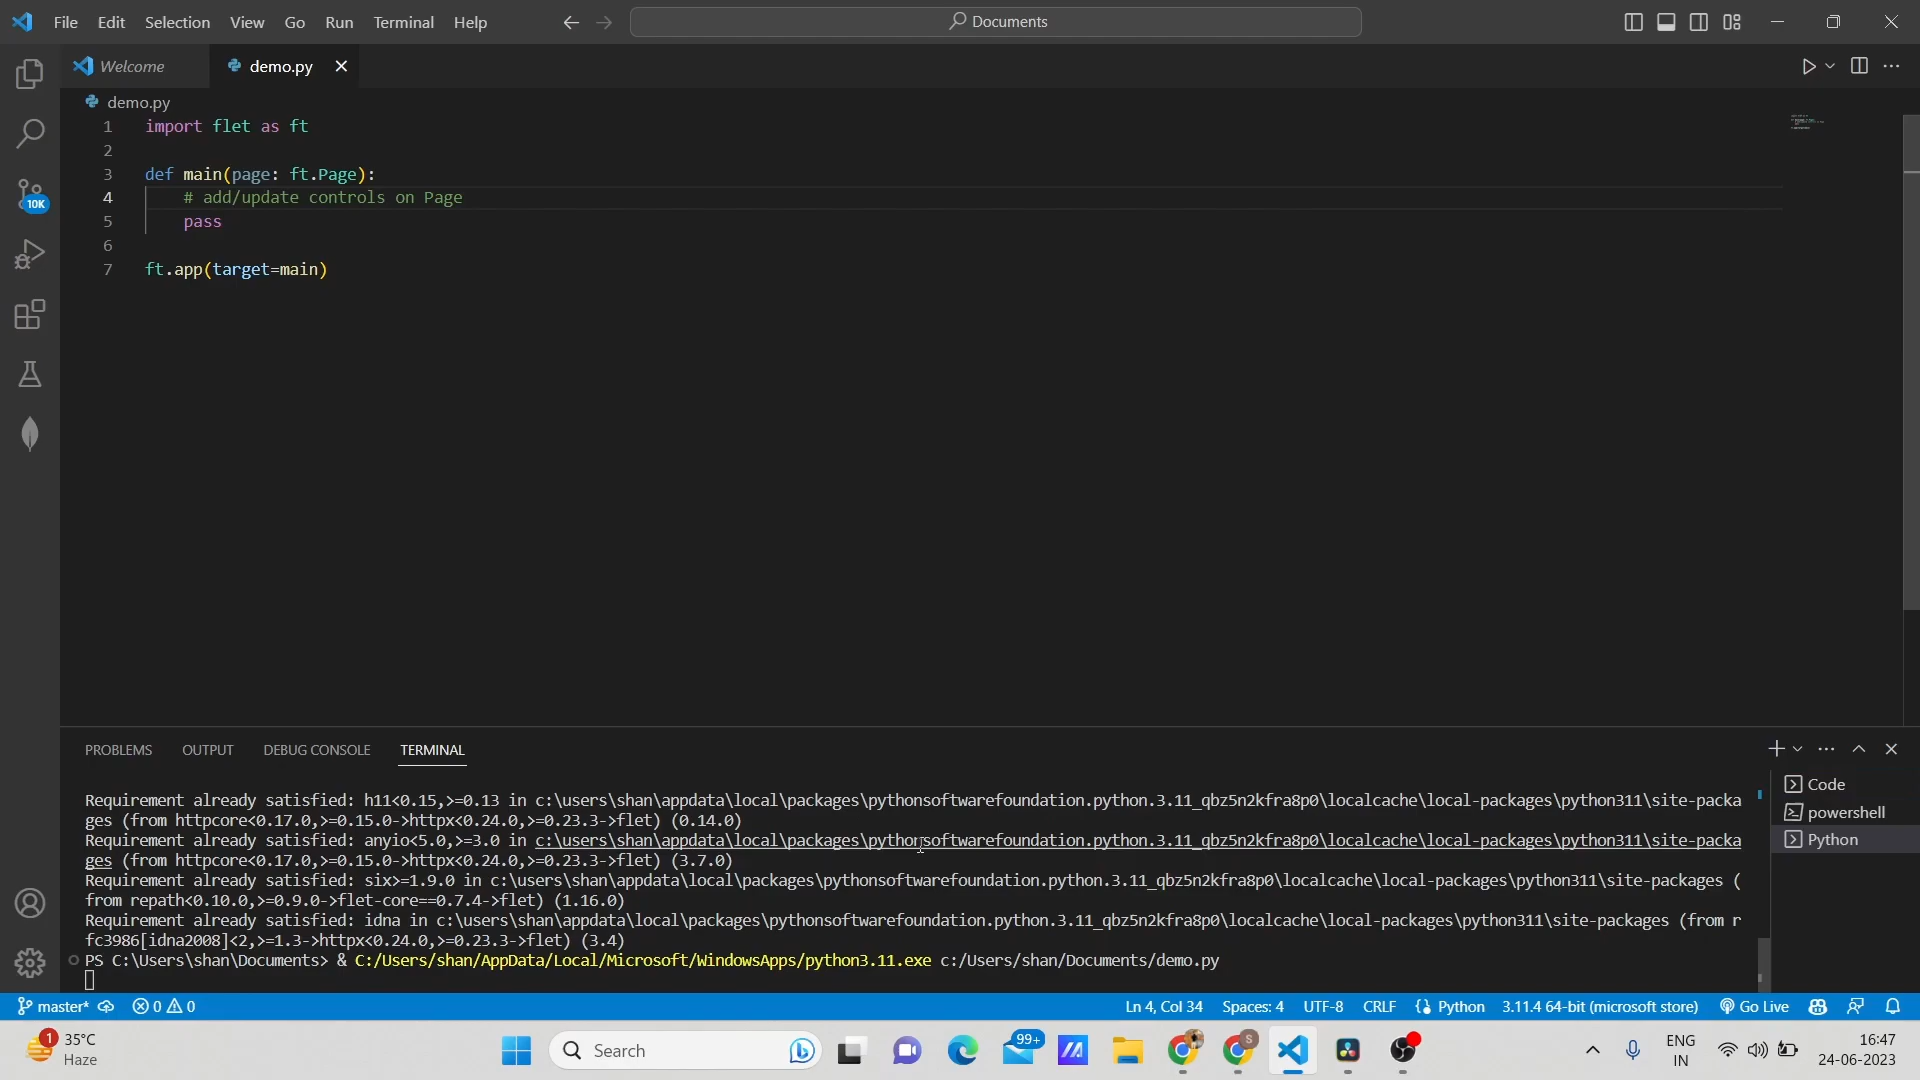 File Edit Selection View Go Run Terminal Help
Documents
Welcome
demo.py
demo.py
1 import flet as ft
2
3 def main(page: ft.Page):
4 # add/update controls on Page
5 pass
6
7 ft.app(target=main)
10K
PROBLEMS OUTPUT DEBUG CONSOLE TERMINAL
Code
powershell
Python
Requirement already satisfied: h11<0.15,>=0.13 in c:\users\shan\appdata\local\packages\pythonsoftwarefoundation.python.3.11_qbz5n2kfra8p0\localcache\local-packages\python311\site-packa
ges (from httpcore<0.17.0,>=0.15.0->httpx<0.24.0,>=0.23.3->flet) (0.14.0)
Requirement already satisfied: anyio<5.0,>=3.0 in c:\users\shan\appdata\local\packages\pythonsoftwarefoundation.python.3.11_qbz5n2kfra8p0\localcache\local-packages\python311\site-packa
ges (from httpcore<0.17.0,>=0.15.0->httpx<0.24.0,>=0.23.3->flet) (3.7.0)
Requirement already satisfied: six>=1.9.0 in c:\users\shan\appdata\local\packages\pythonsoftwarefoundation.python.3.11_qbz5n2kfra8p0\localcache\local-packages\python311\site-packages (
from repath<0.10.0,>=0.9.0->flet-core==0.7.4->flet) (1.16.0)
Requirement already satisfied: idna in c:\users\shan\appdata\local\packages\pythonsoftwarefoundation.python.3.11_qbz5n2kfra8p0\localcache\local-packages\python311\site-packages (from r
fc3986[idna2008]<2,>=1.3->httpx<0.24.0,>=0.23.3->flet) (3.4)
PS C:\Users\shan\Documents> & C:/Users/shan/AppData/Local/Microsoft/WindowsApps/python3.11.exe c:/Users/shan/Documents/demo.py
master* 0 0 Ln 4, Col 34 Spaces: 4 UTF-8 CRLF Python 3.11.4 64-bit (microsoft store) Go Live
1 35°C
Haze
Search
99+
S
ENG
IN
16:47
24-06-2023